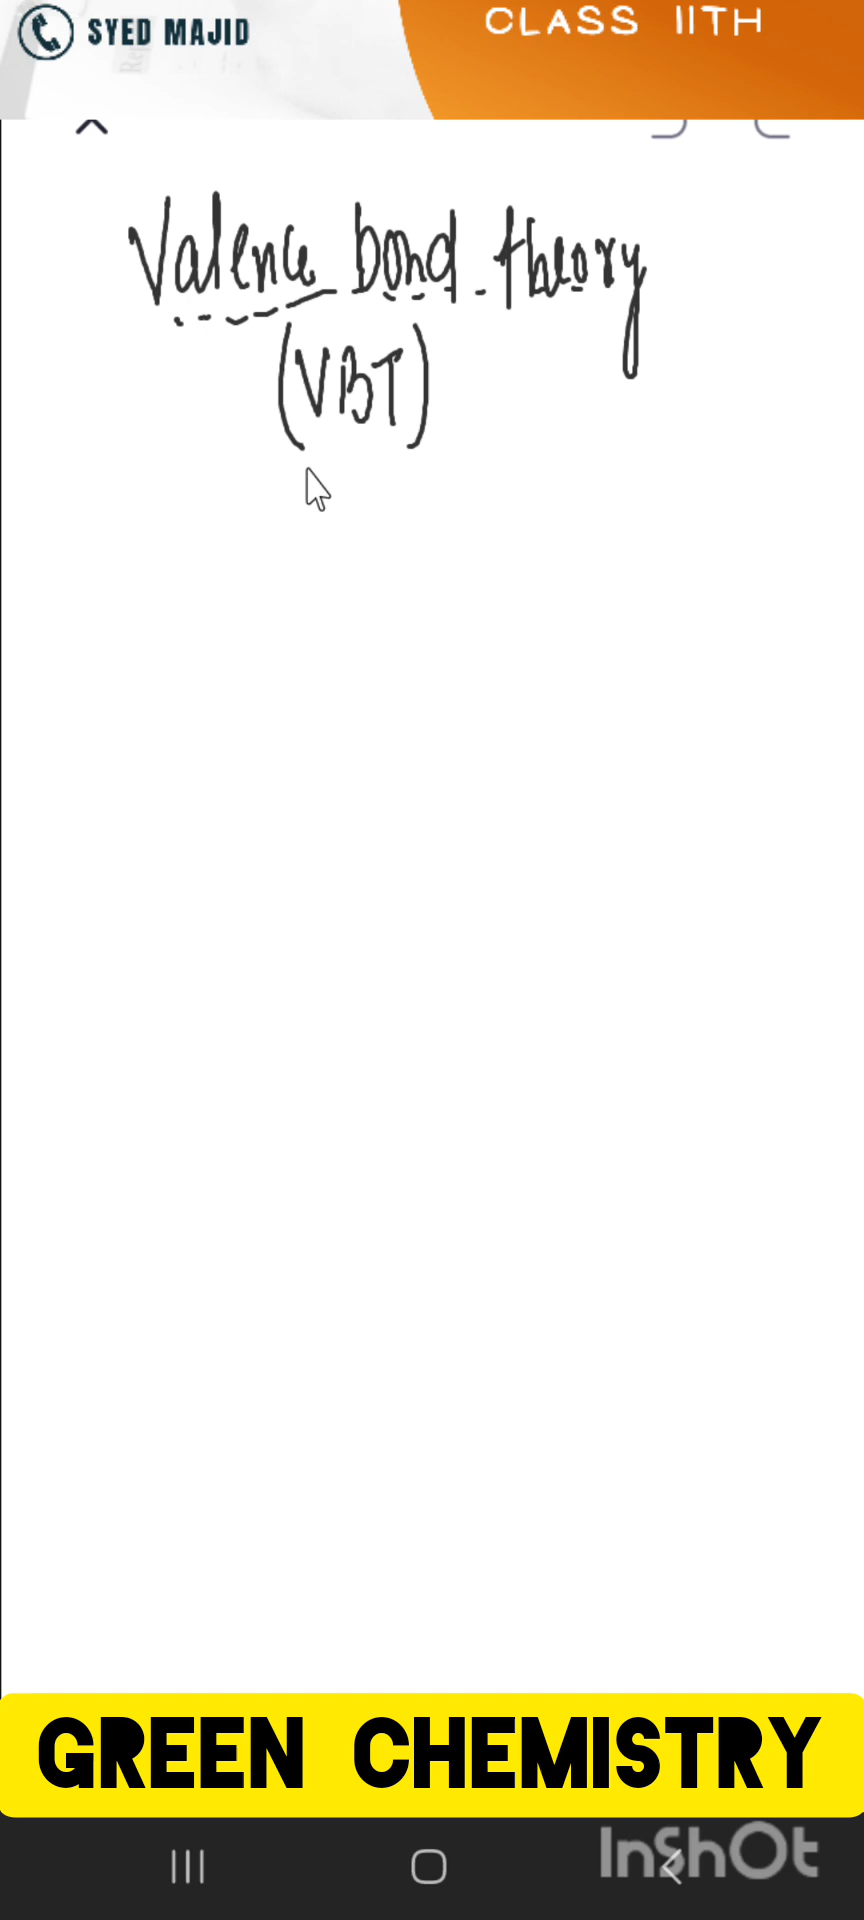 SYED MAJID
CLASS 11TH
Valence bond theory
(VBT)
GREEN CHEMISTRY
InShOt